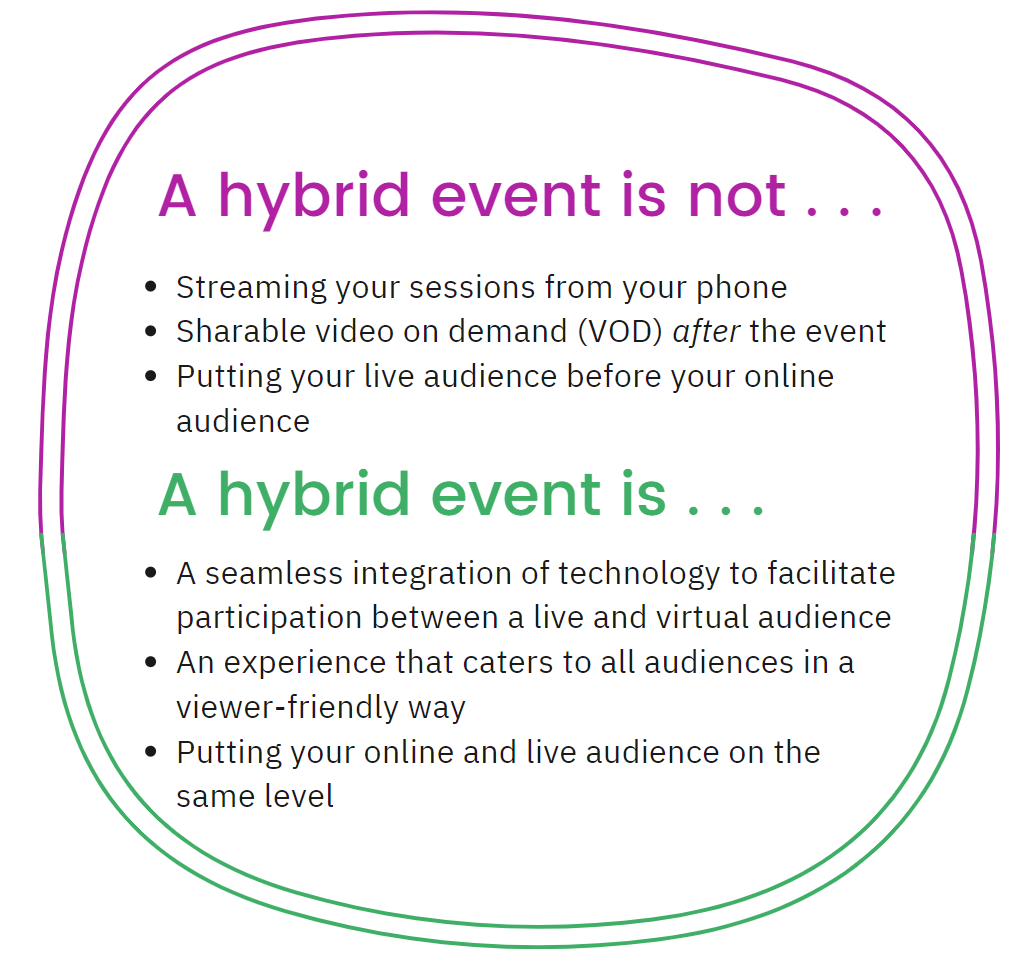 A hybrid event is not . . .
• Streaming your sessions from your phone
• Sharable video on demand (VOD) after the event
• Putting your live audience before your online
audience
A hybrid event is . . .
• A seamless integration of technology to facilitate
participation between a live and virtual audience
• An experience that caters to all audiences in a
viewer-friendly way
• Putting your online and live audience on the
same level